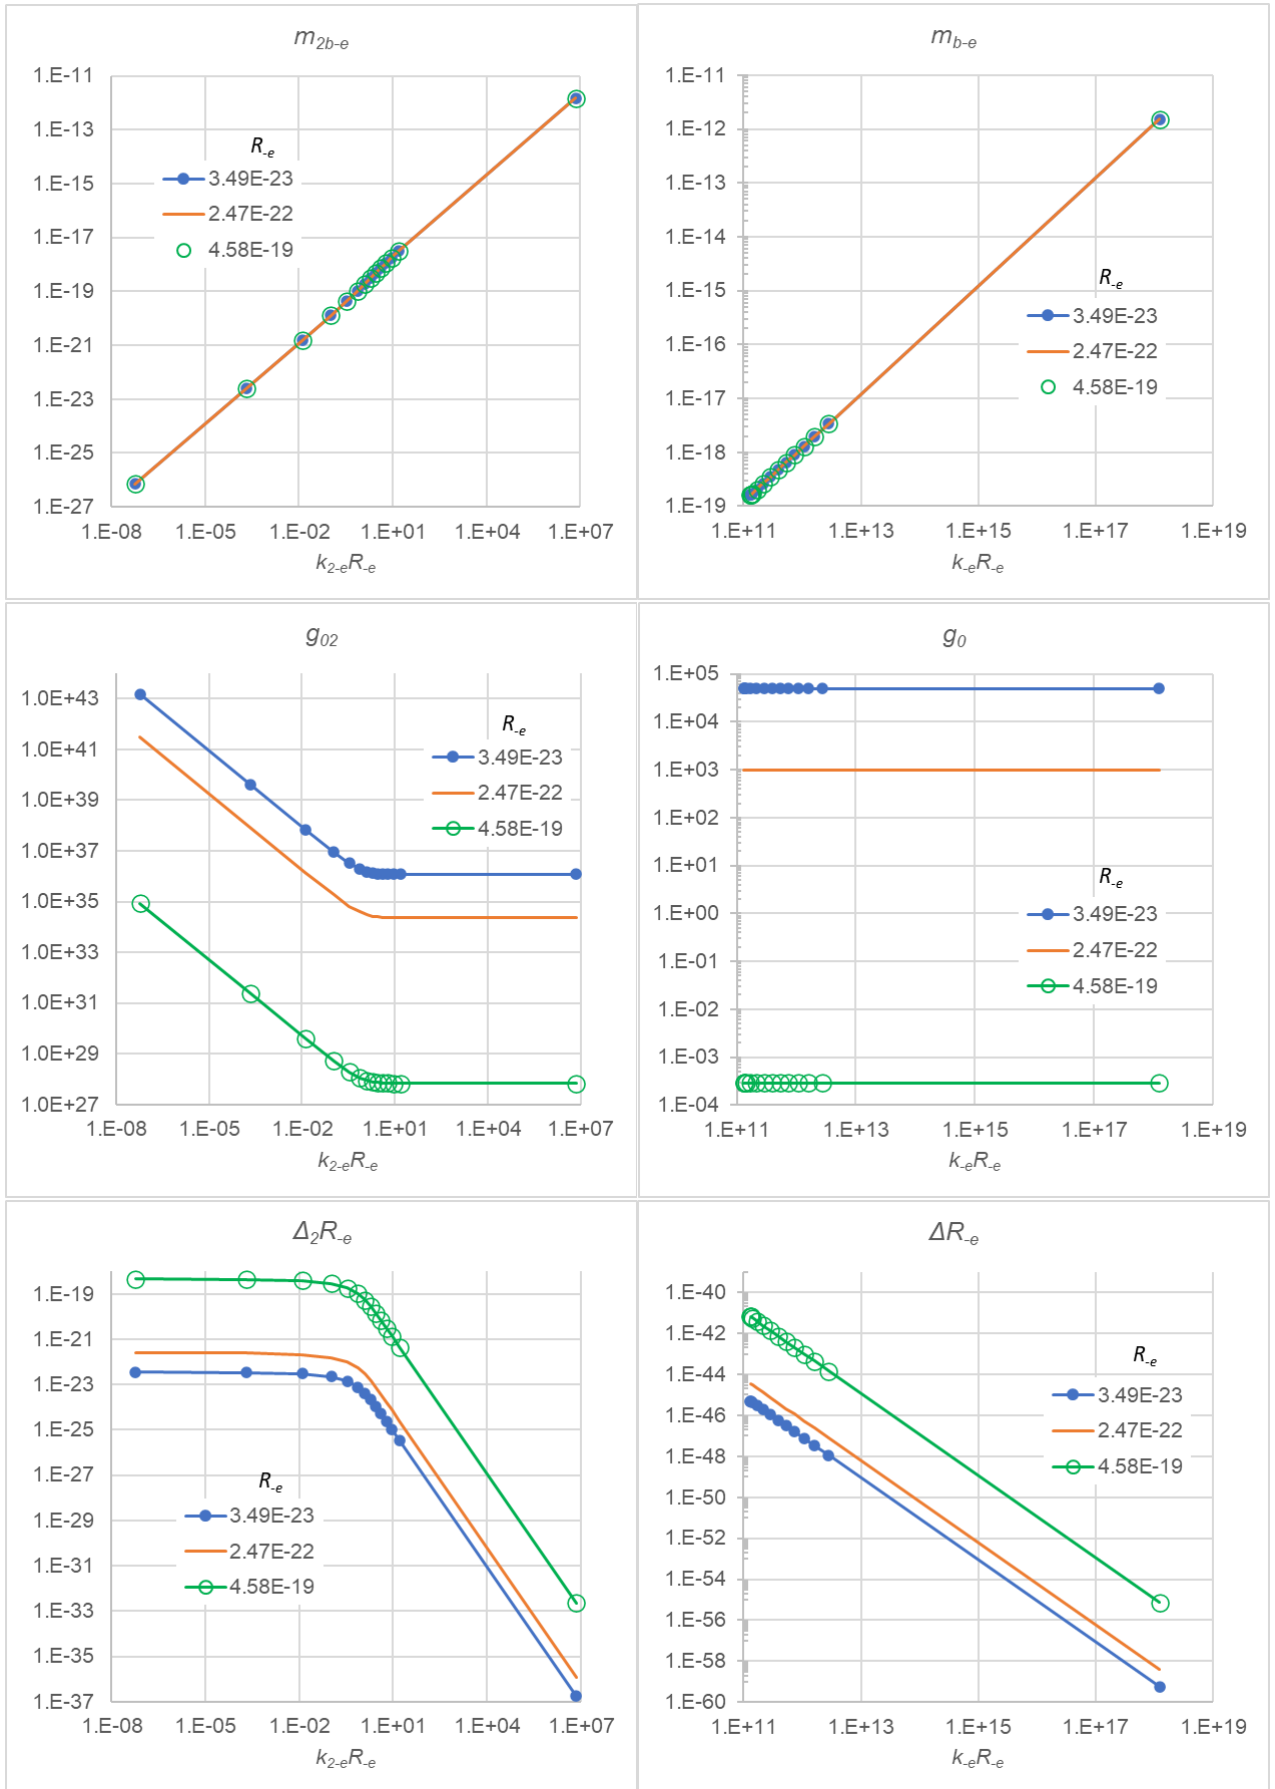 m2b-e
1.E-11
1.E-13
1.E-15
1.E-17
1.E-19
1.E-21
1.E-23
1.E-25
1.E-27
R-e
3.49E-23
2.47E-22
4.58E-19
1.E-08 1.E-05 1.E-02 1.E+01 1.E+04 1.E+07
k2-eR-e
mb-e
1.E-11
1.E-12
1.E-13
1.E-14
1.E-15
1.E-16
1.E-17
1.E-18
1.E-19
R-e
3.49E-23
2.47E-22
4.58E-19
1.E+11 1.E+13 1.E+15 1.E+17 1.E+19
k-eR-e
g02
1.0E+43
1.0E+41
1.0E+39
1.0E+37
1.0E+35
1.0E+33
1.0E+31
1.0E+29
1.0E+27
R-e
3.49E-23
2.47E-22
4.58E-19
1.E-08 1.E-05 1.E-02 1.E+01 1.E+04 1.E+07
k2-eR-e
g0
1.E+05
1.E+04
1.E+03
1.E+02
1.E+01
1.E+00
1.E-01
1.E-02
1.E-03
1.E-04
R-e
3.49E-23
2.47E-22
4.58E-19
1.E+11 1.E+13 1.E+15 1.E+17 1.E+19
k-eR-e
Δ2R-e
1.E-19
1.E-21
1.E-23
1.E-25
1.E-27
1.E-29
1.E-31
1.E-33
1.E-35
1.E-37
R-e
3.49E-23
2.47E-22
4.58E-19
1.E-08 1.E-05 1.E-02 1.E+01 1.E+04 1.E+07
k2-eR-e
ΔR-e
1.E-40
1.E-42
1.E-44
1.E-46
1.E-48
1.E-50
1.E-52
1.E-54
1.E-56
1.E-58
1.E-60
R-e
3.49E-23
2.47E-22
4.58E-19
1.E+11 1.E+13 1.E+15 1.E+17 1.E+19
k-eR-e